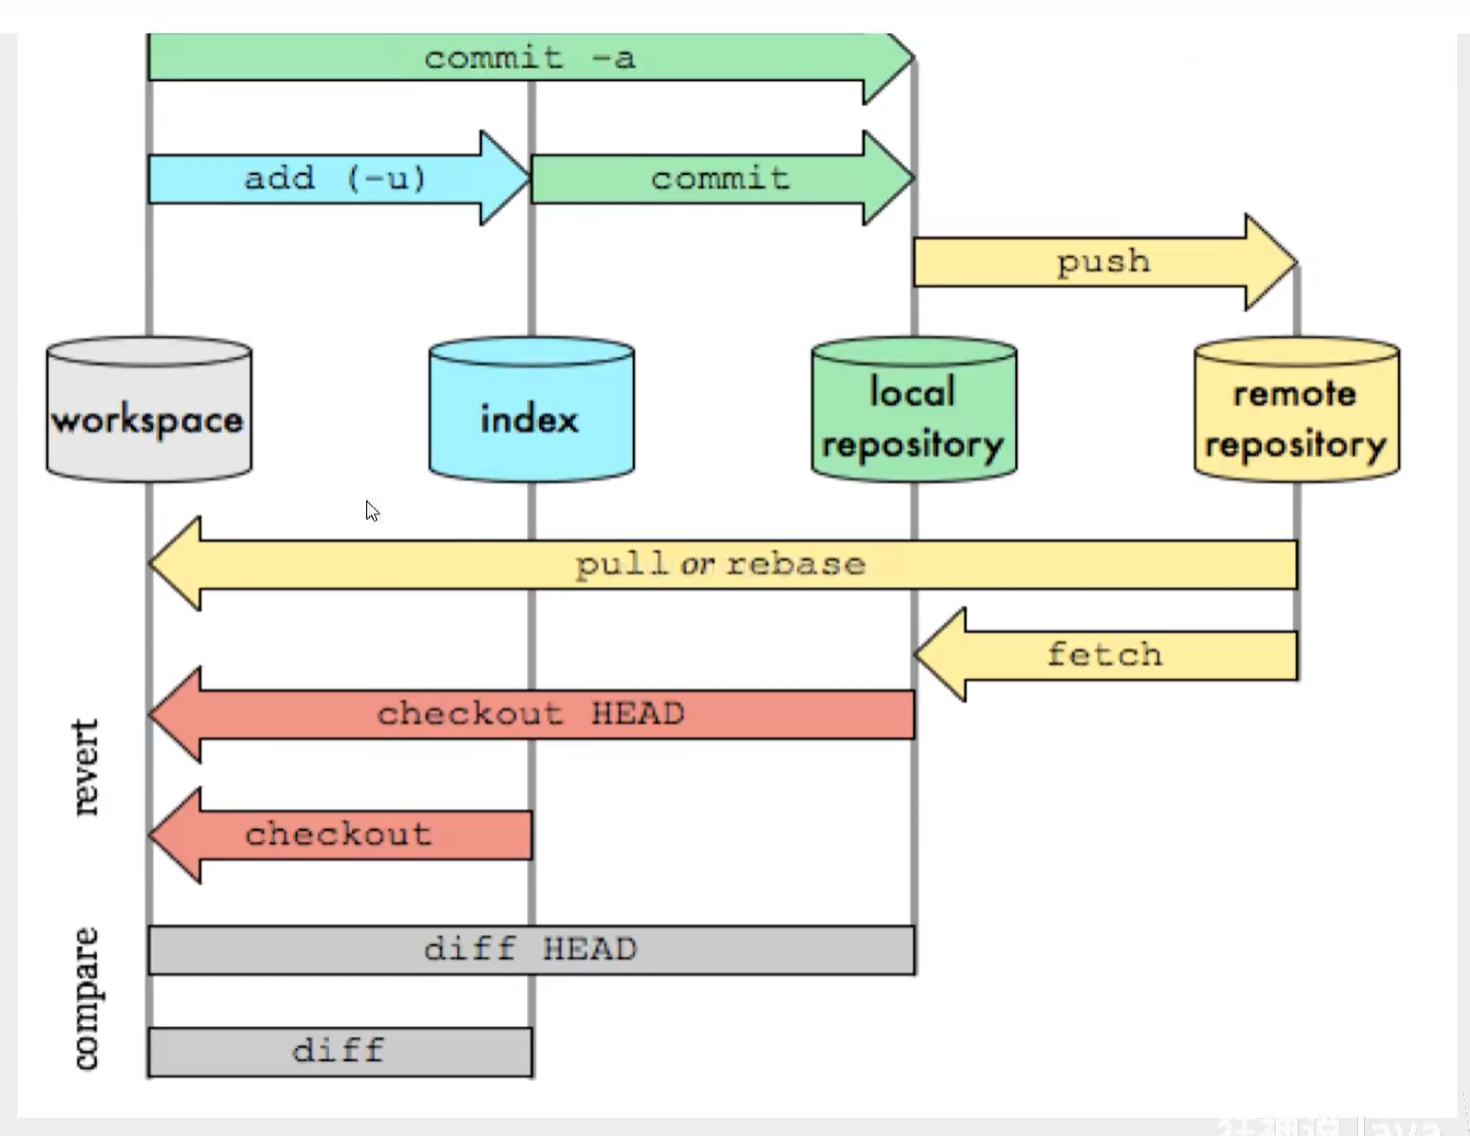 commit -a
add (-u)
commit
push
workspace
index
local
repository
remote
repository
pull or rebase
fetch
revert
checkout HEAD
checkout
compare
diff HEAD
diff